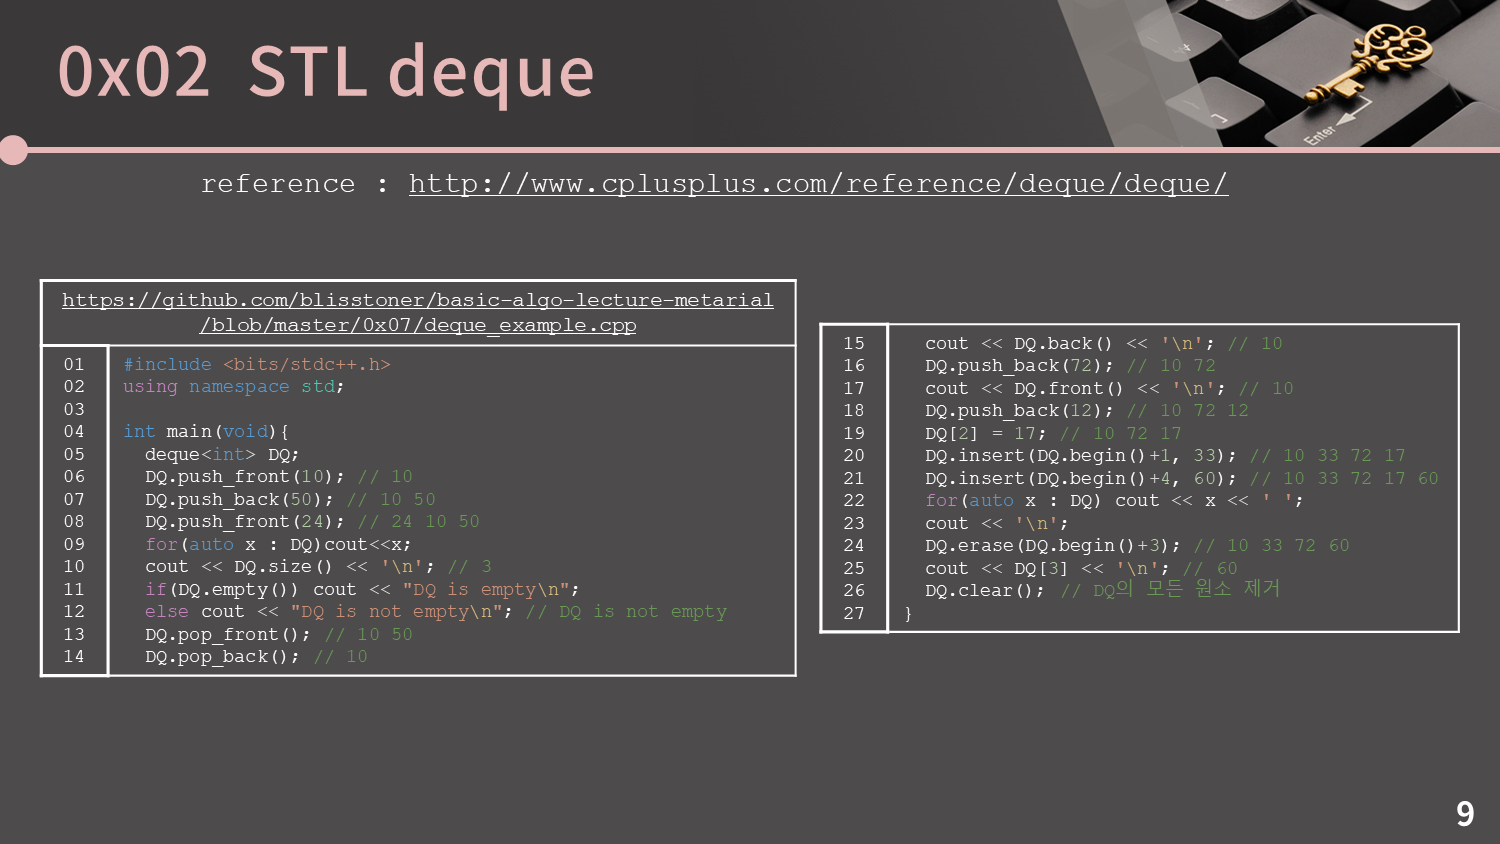 0x02 STL deque
Enter
reference : http://www.cplusplus.com/reference/deque/deque/
https://github.com/blisstoner/basic-algo-lecture-metarial
/blob/master/0x07/deque_example.cpp
01 #include <bits/stdc++.h>
02 using namespace std;
03
04 int main(void){
05   deque<int> DQ;
06   DQ.push_front(10); // 10
07   DQ.push_back(50); // 10 50
08   DQ.push_front(24); // 24 10 50
09   for(auto x : DQ)cout<<x;
10   cout << DQ.size() << '\n'; // 3
11   if(DQ.empty()) cout << "DQ is empty\n";
12   else cout << "DQ is not empty\n"; // DQ is not empty
13   DQ.pop_front(); // 10 50
14   DQ.pop_back(); // 10
15   cout << DQ.back() << '\n'; // 10
16   DQ.push_back(72); // 10 72
17   cout << DQ.front() << '\n'; // 10
18   DQ.push_back(12); // 10 72 12
19   DQ[2] = 17; // 10 72 17
20   DQ.insert(DQ.begin()+1, 33); // 10 33 72 17
21   DQ.insert(DQ.begin()+4, 60); // 10 33 72 17 60
22   for(auto x : DQ) cout << x << ' ';
23   cout << '\n';
24   DQ.erase(DQ.begin()+3); // 10 33 72 60
25   cout << DQ[3] << '\n'; // 60
26   DQ.clear(); // DQ의 모든 원소 제거
27 }
9